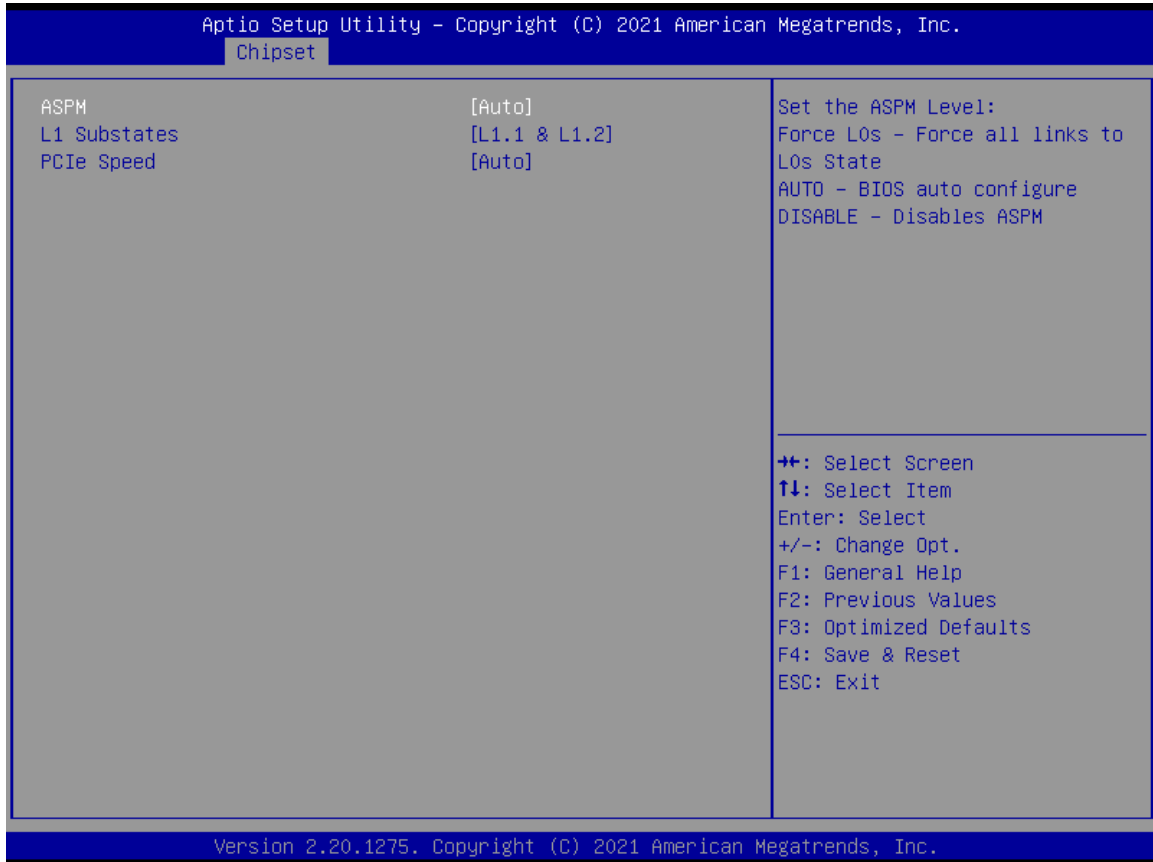 Aptio Setup Utility – Copyright (C) 2021 American Megatrends, Inc.
Chipset
ASPM [Auto]
L1 Substates [L1.1 & L1.2]
PCIe Speed [Auto]
Set the ASPM Level:
Force L0s – Force all links to
L0s State
AUTO – BIOS auto configure
DISABLE – Disables ASPM
→←: Select Screen
↑↓: Select Item
Enter: Select
+/-: Change Opt.
F1: General Help
F2: Previous Values
F3: Optimized Defaults
F4: Save & Reset
ESC: Exit
Version 2.20.1275. Copyright (C) 2021 American Megatrends, Inc.